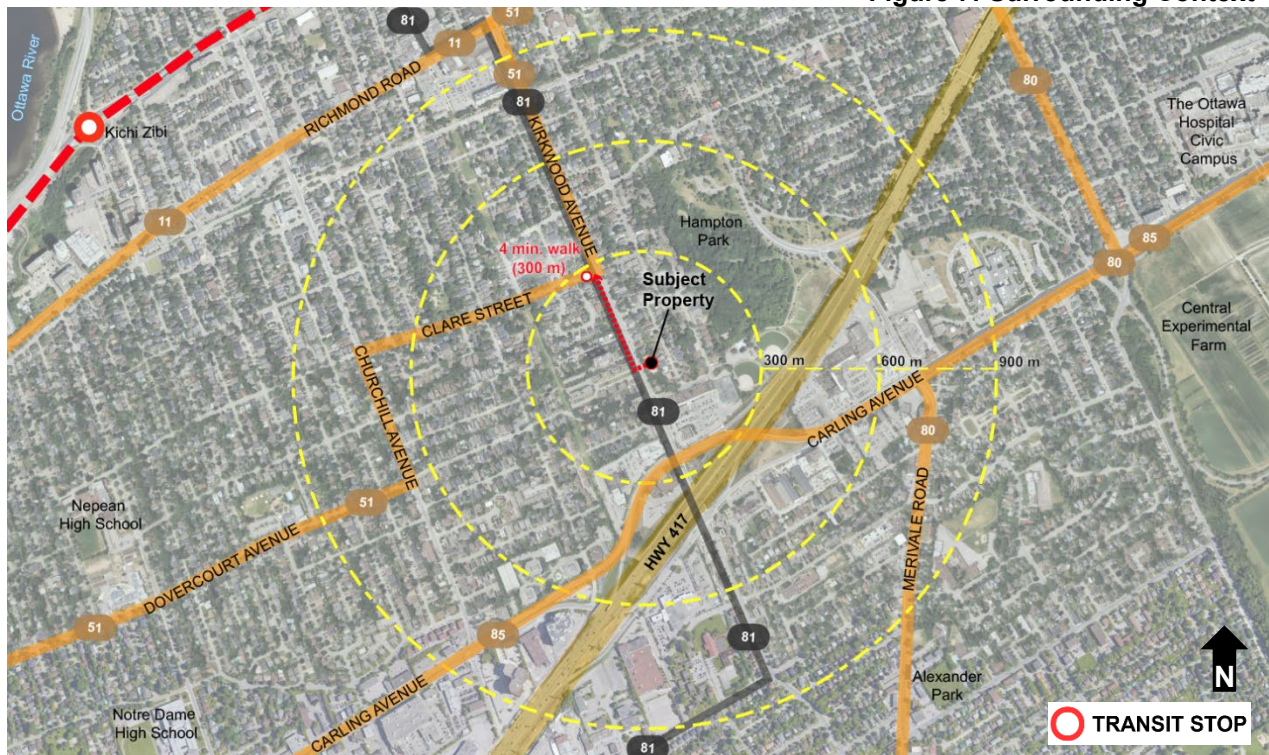 Figure 7: Surrounding Context
81
51
11
80
Ottawa River
RICHMOND ROAD
51
81
The Ottawa
Hospital
Civic
Campus
Kichi Zibi
KIRKWOOD AVENUE
11
Hampton
Park
85
80
4 min. walk
(300 m)
Subject
Property
CLARE STREET
Central
Experimental
Farm
CHURCHILL AVENUE
300 m
600 m
900 m
81
CARLING AVENUE
80
Nepean
High School
51
HWY 417
MERIVALE ROAD
DOVERCOURT AVENUE
51
85
81
Alexander
Park
N
Notre Dame
High School
CARLING AVENUE
81
TRANSIT STOP